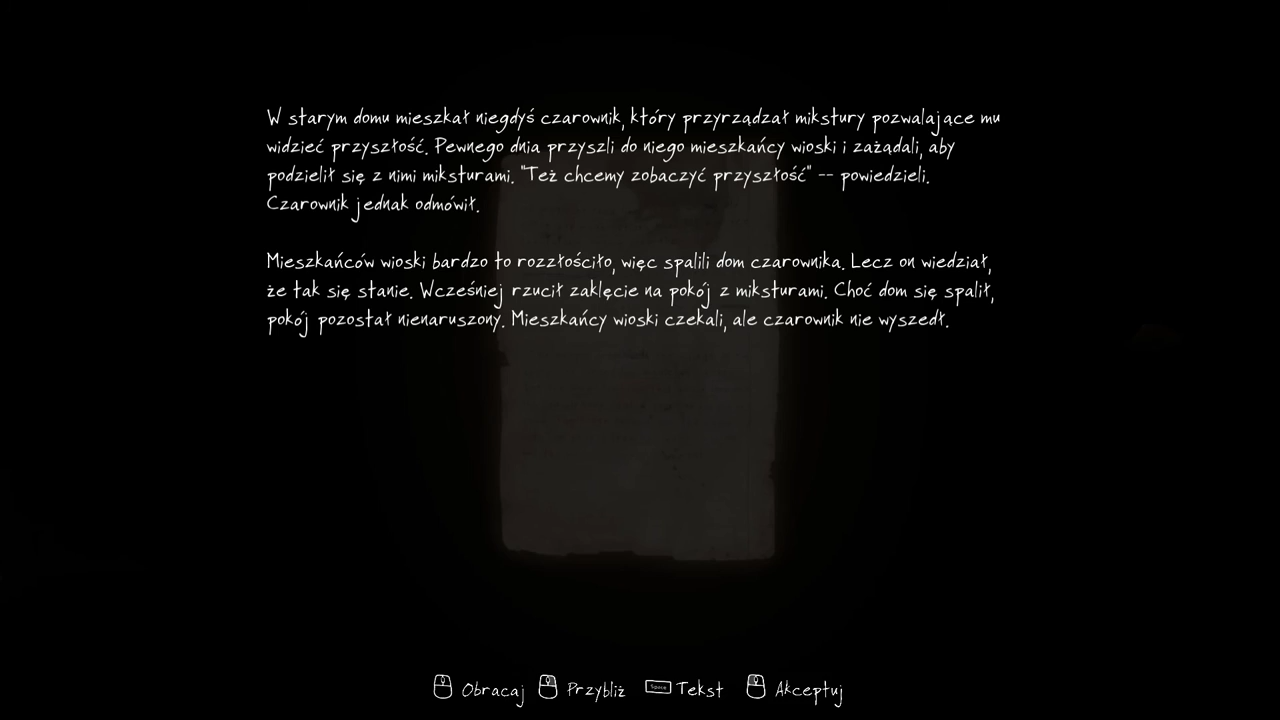 W starym domu mieszkał niegdyś czarownik, który przyrządzał mikstury pozwalające mu
widzieć przyszłość. Pewnego dnia przyszli do niego mieszkańcy wioski i zażądali, aby
podzielił się z nimi miksturami. "Też chcemy zobaczyć przyszłość" -- powiedzieli.
Czarownik jednak odmówił.
Mieszkańców wioski bardzo to rozzłościło, więc spalili dom czarownika. Lecz on wiedział,
że tak się stanie. Wcześniej rzucił zaklęcie na pokój z miksturami. Choć dom się spalił,
pokój pozostał nienaruszony. Mieszkańcy wioski czekali, ale czarownik nie wyszedł.
Obracaj Przybliż Space Tekst Akceptuj